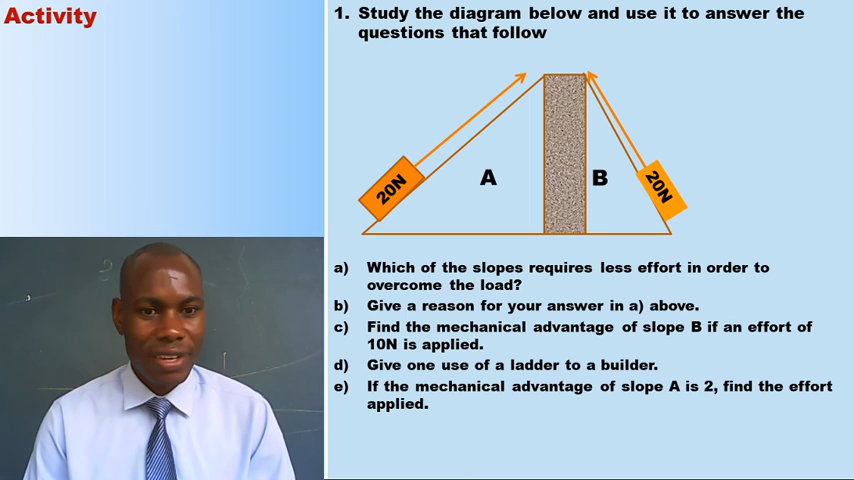 Activity
1. Study the diagram below and use it to answer the
questions that follow
20N
A
B
20N
a) Which of the slopes requires less effort in order to
overcome the load?
b) Give a reason for your answer in a) above.
c) Find the mechanical advantage of slope B if an effort of
10N is applied.
d) Give one use of a ladder to a builder.
e) If the mechanical advantage of slope A is 2, find the effort
applied.